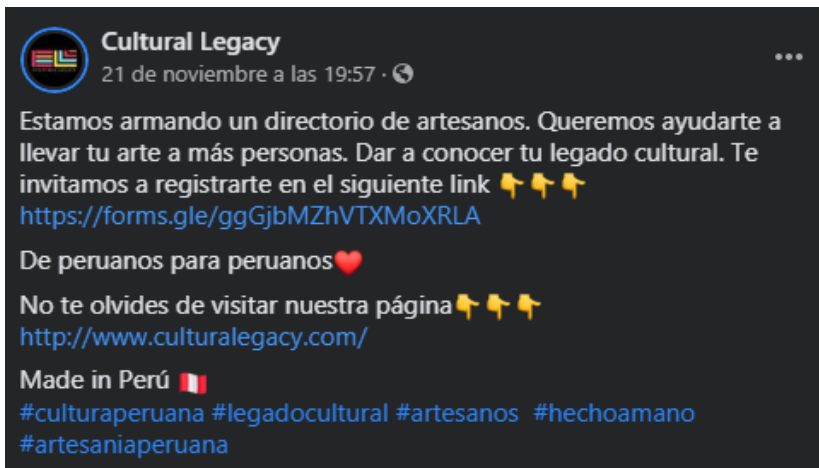 Cultural Legacy
21 de noviembre a las 19:57 ·
Estamos armando un directorio de artesanos. Queremos ayudarte a
llevar tu arte a más personas. Dar a conocer tu legado cultural. Te
invitamos a registrarte en el siguiente link 👇👇👇
https://forms.gle/ggGjbMZhVTXMoXRLA
De peruanos para peruanos❤️
No te olvides de visitar nuestra página👇👇👇
http://www.culturalegacy.com/
Made in Perú 🇵🇪
#culturaperuana #legadocultural #artesanos #hechoamano
#artesaniaperuana